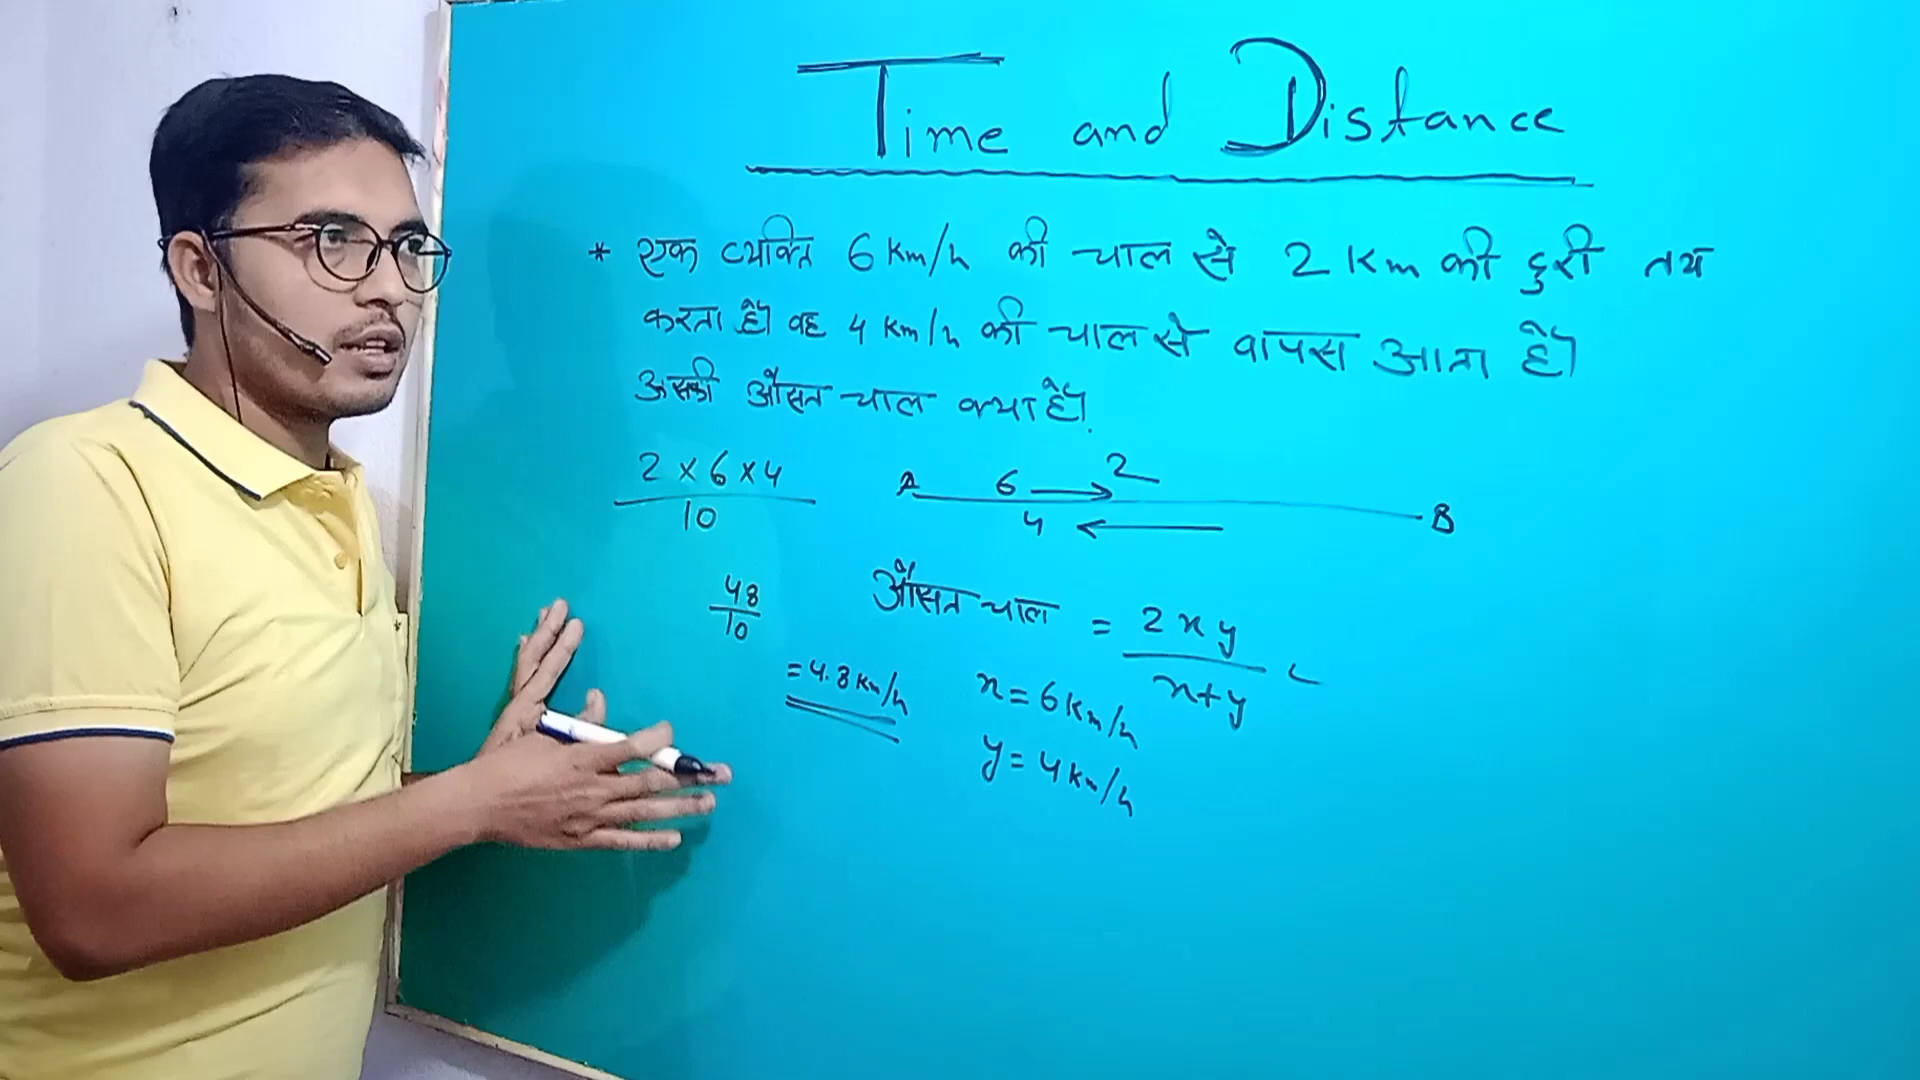 Time and Distance
* एक व्यक्ति 6 Km/h की चाल से 2 Km की दुरी तय
करता है। वह 4 Km/h की चाल से वापस आता है।
उसकी औसत चाल क्या है।
2 × 6 × 4
10
A 6 → 2 B
4 ←
48
10
= 4.8 Km/h
औसत चाल = 2xy
x+y
x = 6 Km/h
y = 4 Km/h